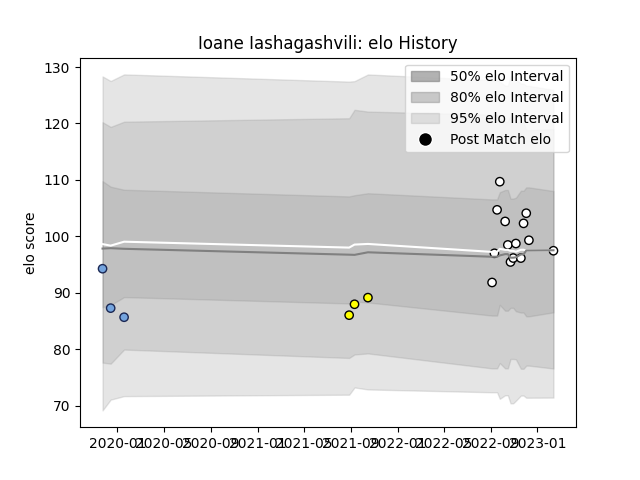 Ioane Iashagashvili: elo History
130
120
110
100
90
80
70
elo score
50% elo Interval
80% elo Interval
95% elo Interval
Post Match elo
2020-01 2020-05 2020-09 2021-01 2021-05 2021-09 2022-01 2022-05 2022-09 2023-01